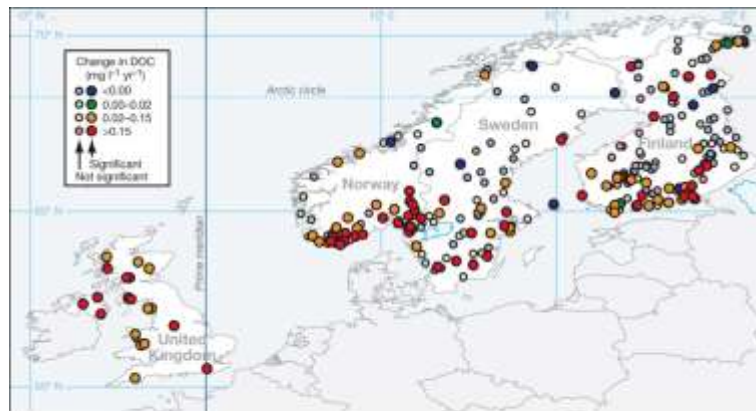 70° N
Change in DOC
(mg l⁻¹ yr⁻¹)
<0.00
0.00–0.02
0.02–0.15
>0.15
Significant
Not significant
Arctic circle
Sweden
Finland
Norway
60° N
Prime meridian
United
Kingdom